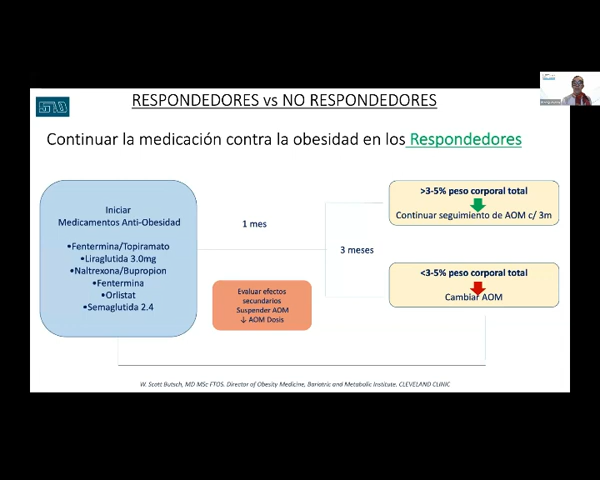 RESPONDEDORES vs NO RESPONDEDORES
Continuar la medicación contra la obesidad en los Respondedores
Iniciar
Medicamentos Anti-Obesidad
•Fentermina/Topiramato
•Liraglutida 3.0mg
•Naltrexona/Bupropion
•Fentermina
•Orlistat
•Semaglutida 2.4
1 mes
Evaluar efectos
secundarios
Suspender AOM
↓ AOM Dosis
3 meses
>3-5% peso corporal total
Continuar seguimiento de AOM c/ 3m
<3-5% peso corporal total
Cambiar AOM
W. Scott Butsch, MD MSc FTOS. Director of Obesity Medicine, Bariatric and Metabolic Institute. CLEVELAND CLINIC